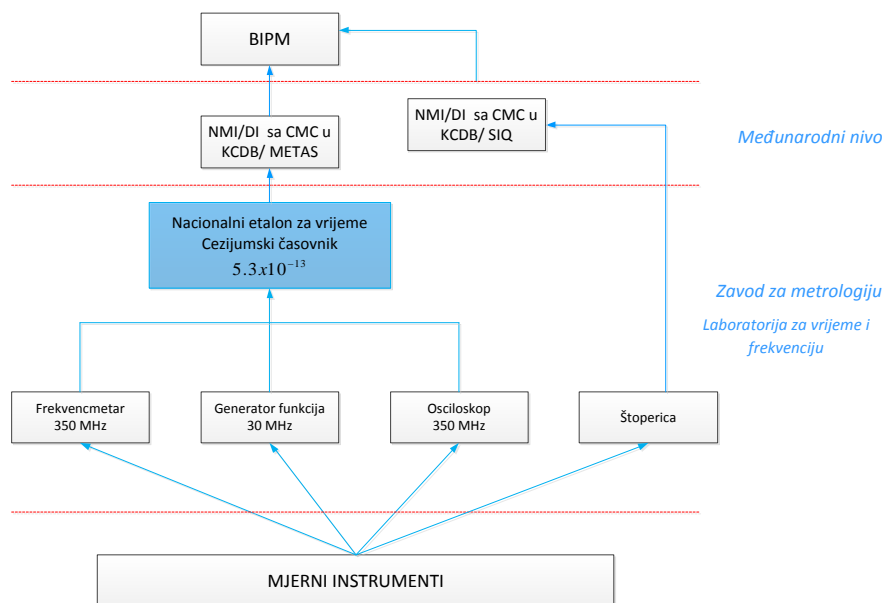 BIPM
NMI/DI sa CMC u
KCDB/ METAS
NMI/DI sa CMC u
KCDB/ SIQ
Međunarodni nivo
Nacionalni etalon za vrijeme
Cezijumski časovnik
5.3x10⁻¹³
Zavod za metrologiju
Laboratorija za vrijeme i
frekvenciju
Frekvencmetar
350 MHz
Generator funkcija
30 MHz
Osciloskop
350 MHz
Štoperica
MJERNI INSTRUMENTI